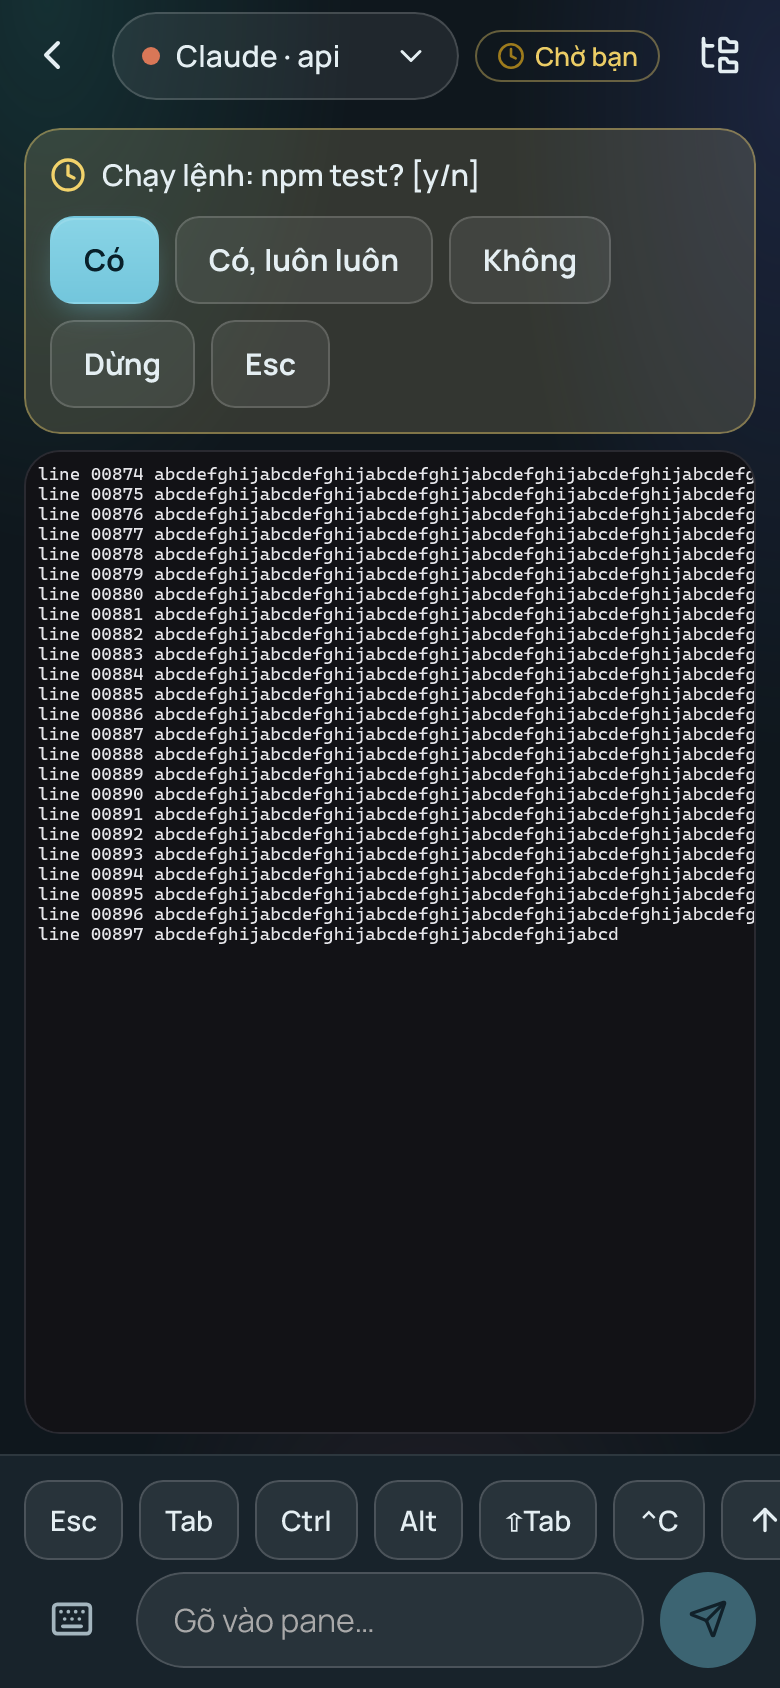 Claude · api
Chờ bạn
Chạy lệnh: npm test? [y/n]
Có
Có, luôn luôn
Không
Dừng
Esc
line 00874 abcdefghijabcdefghijabcdefghijabcdefghijabcdefghijabcdefg
line 00875 abcdefghijabcdefghijabcdefghijabcdefghijabcdefghijabcdefg
line 00876 abcdefghijabcdefghijabcdefghijabcdefghijabcdefghijabcdefg
line 00877 abcdefghijabcdefghijabcdefghijabcdefghijabcdefghijabcdefg
line 00878 abcdefghijabcdefghijabcdefghijabcdefghijabcdefghijabcdefg
line 00879 abcdefghijabcdefghijabcdefghijabcdefghijabcdefghijabcdefg
line 00880 abcdefghijabcdefghijabcdefghijabcdefghijabcdefghijabcdefg
line 00881 abcdefghijabcdefghijabcdefghijabcdefghijabcdefghijabcdefg
line 00882 abcdefghijabcdefghijabcdefghijabcdefghijabcdefghijabcdefg
line 00883 abcdefghijabcdefghijabcdefghijabcdefghijabcdefghijabcdefg
line 00884 abcdefghijabcdefghijabcdefghijabcdefghijabcdefghijabcdefg
line 00885 abcdefghijabcdefghijabcdefghijabcdefghijabcdefghijabcdefg
line 00886 abcdefghijabcdefghijabcdefghijabcdefghijabcdefghijabcdefg
line 00887 abcdefghijabcdefghijabcdefghijabcdefghijabcdefghijabcdefg
line 00888 abcdefghijabcdefghijabcdefghijabcdefghijabcdefghijabcdefg
line 00889 abcdefghijabcdefghijabcdefghijabcdefghijabcdefghijabcdefg
line 00890 abcdefghijabcdefghijabcdefghijabcdefghijabcdefghijabcdefg
line 00891 abcdefghijabcdefghijabcdefghijabcdefghijabcdefghijabcdefg
line 00892 abcdefghijabcdefghijabcdefghijabcdefghijabcdefghijabcdefg
line 00893 abcdefghijabcdefghijabcdefghijabcdefghijabcdefghijabcdefg
line 00894 abcdefghijabcdefghijabcdefghijabcdefghijabcdefghijabcdefg
line 00895 abcdefghijabcdefghijabcdefghijabcdefghijabcdefghijabcdefg
line 00896 abcdefghijabcdefghijabcdefghijabcdefghijabcdefghijabcdefg
line 00897 abcdefghijabcdefghijabcdefghijabcdefghijabcd
Esc
Tab
Ctrl
Alt
⇧Tab
^C
↑
Gõ vào pane…